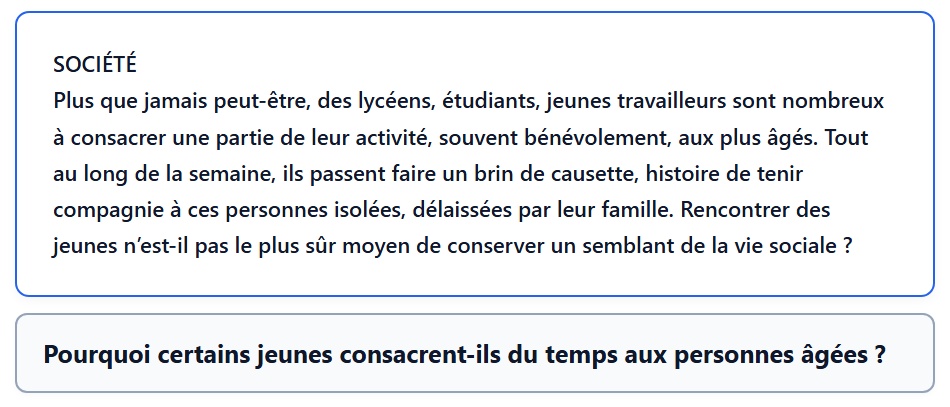 SOCIÉTÉ
Plus que jamais peut-être, des lycéens, étudiants, jeunes travailleurs sont nombreux
à consacrer une partie de leur activité, souvent bénévolement, aux plus âgés. Tout
au long de la semaine, ils passent faire un brin de causette, histoire de tenir
compagnie à ces personnes isolées, délaissées par leur famille. Rencontrer des
jeunes n’est-il pas le plus sûr moyen de conserver un semblant de la vie sociale ?
Pourquoi certains jeunes consacrent-ils du temps aux personnes âgées ?